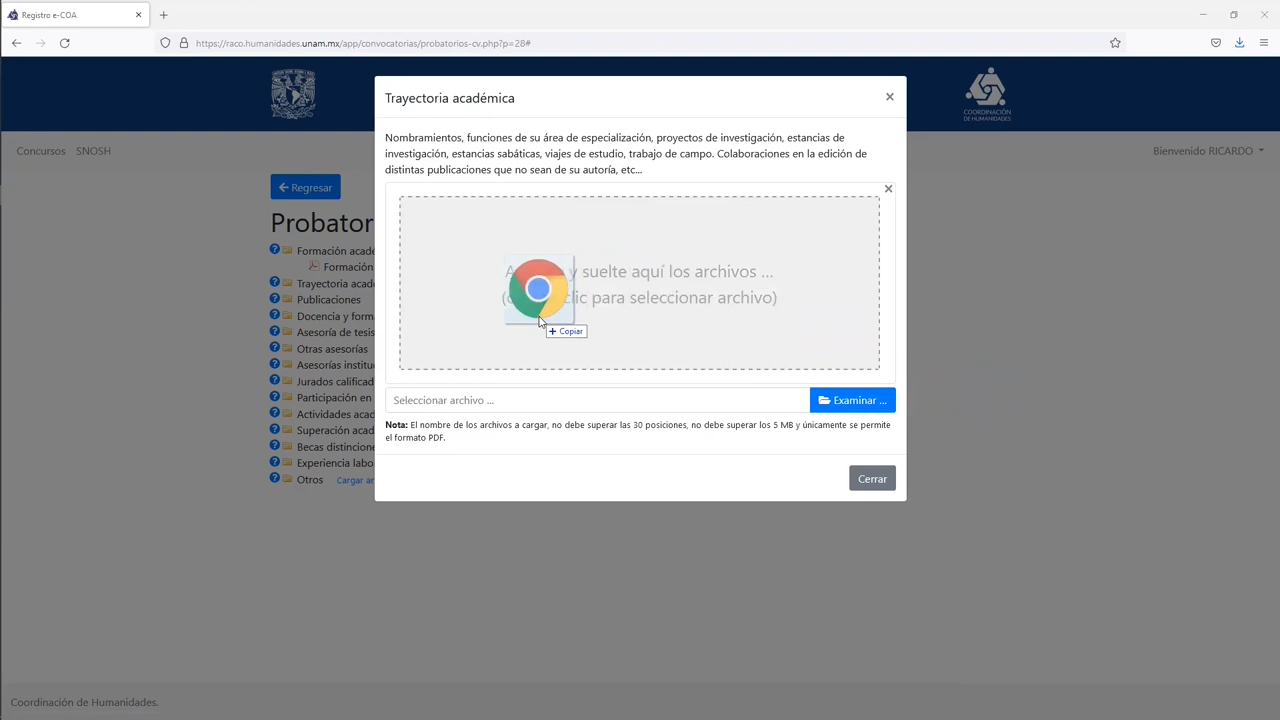 Registro e-COA
https://raco.humanidades.unam.mx/app/convocatorias/probatorios-cv.php?p=28#
COORDINACIÓN
DE HUMANIDADES
Concursos SNOSH
Bienvenido RICARDO
Regresar
Probator
Formación acadé
Formación
Trayectoria acad
Publicaciones
Docencia y form
Asesoría de tesis
Otras asesorías
Asesorías institu
Jurados calificad
Participación en
Actividades acad
Superación acad
Becas distincione
Experiencia labo
Otros Cargar ar
Trayectoria académica
Nombramientos, funciones de su área de especialización, proyectos de investigación, estancias de
investigación, estancias sabáticas, viajes de estudio, trabajo de campo. Colaboraciones en la edición de
distintas publicaciones que no sean de su autoría, etc...
y suelte aquí los archivos ...
clic para seleccionar archivo)
+ Copiar
Seleccionar archivo ...
Examinar ...
Nota: El nombre de los archivos a cargar, no debe superar las 30 posiciones, no debe superar los 5 MB y únicamente se permite
el formato PDF.
Cerrar
Coordinación de Humanidades.